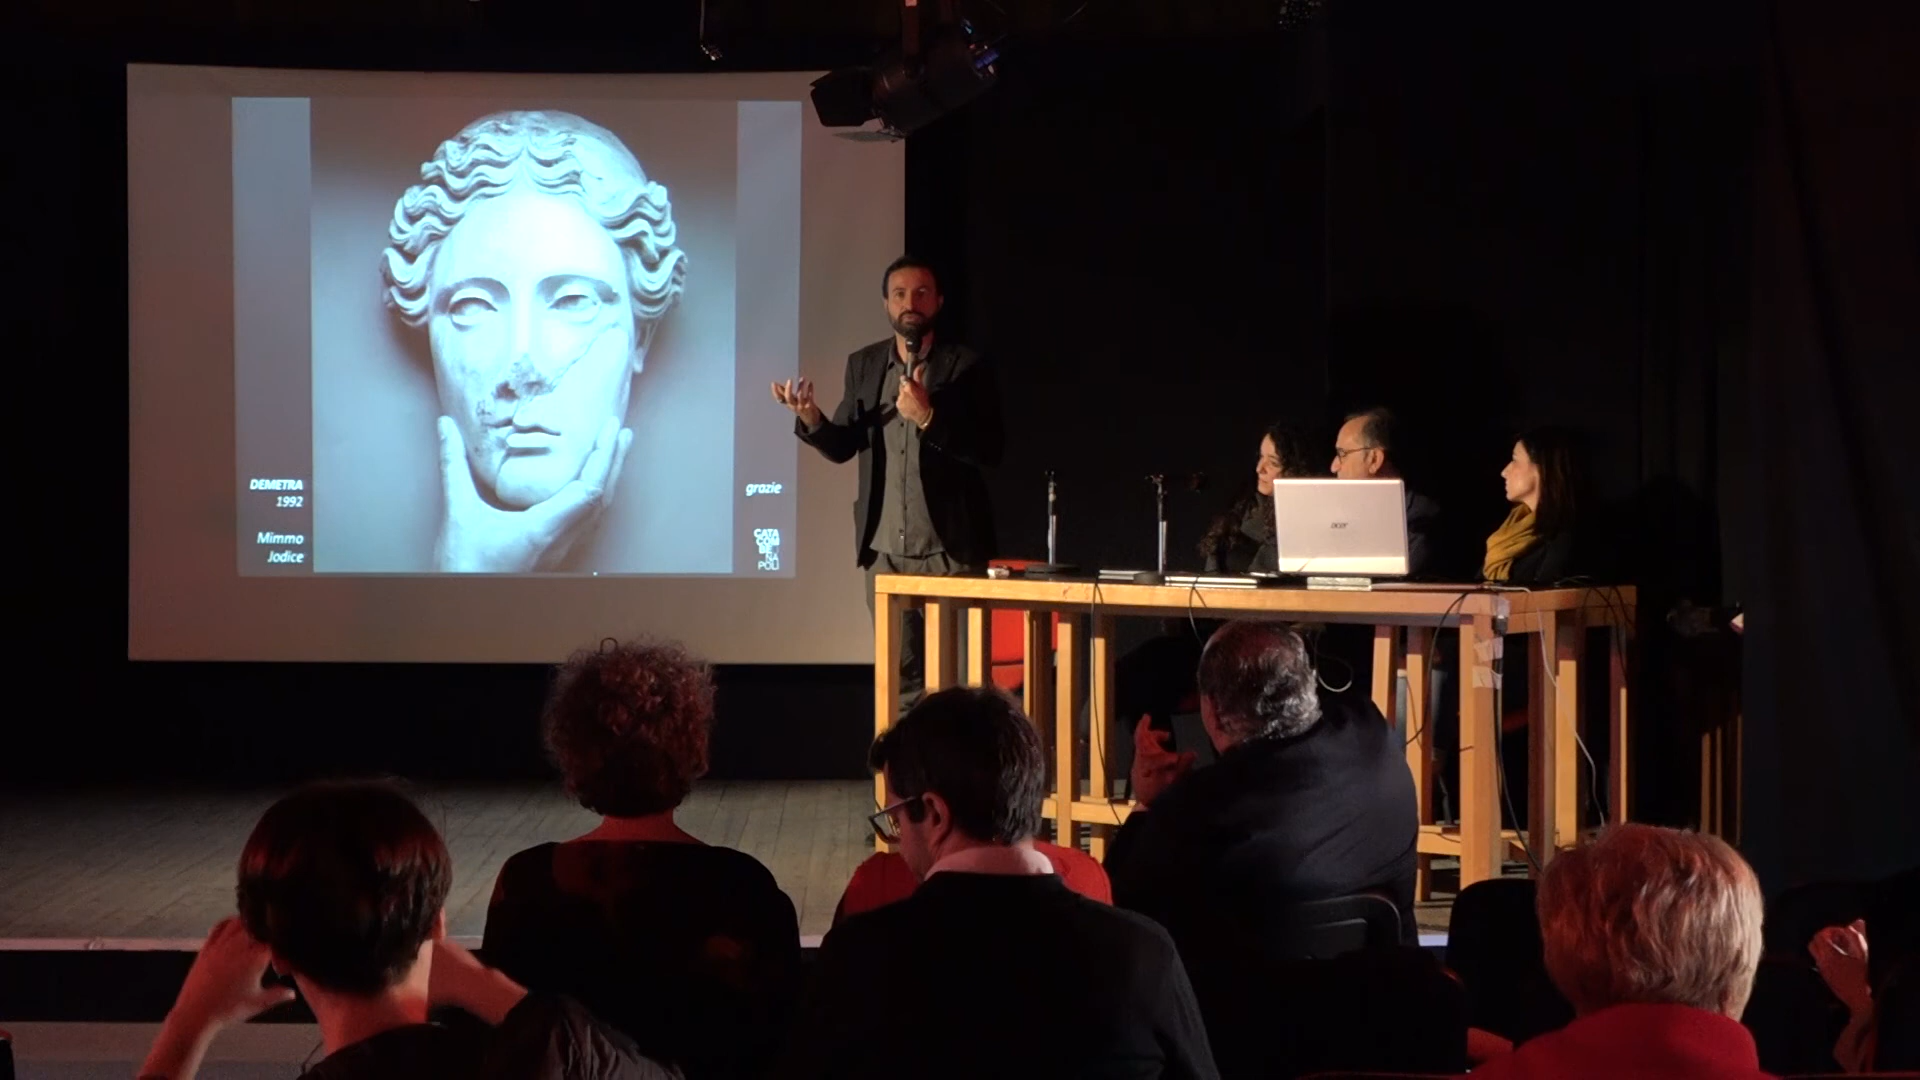 DEMETRA
1992
Mimmo
Jodice
grazie
CATA
COM
BE
NA
POLI
acer